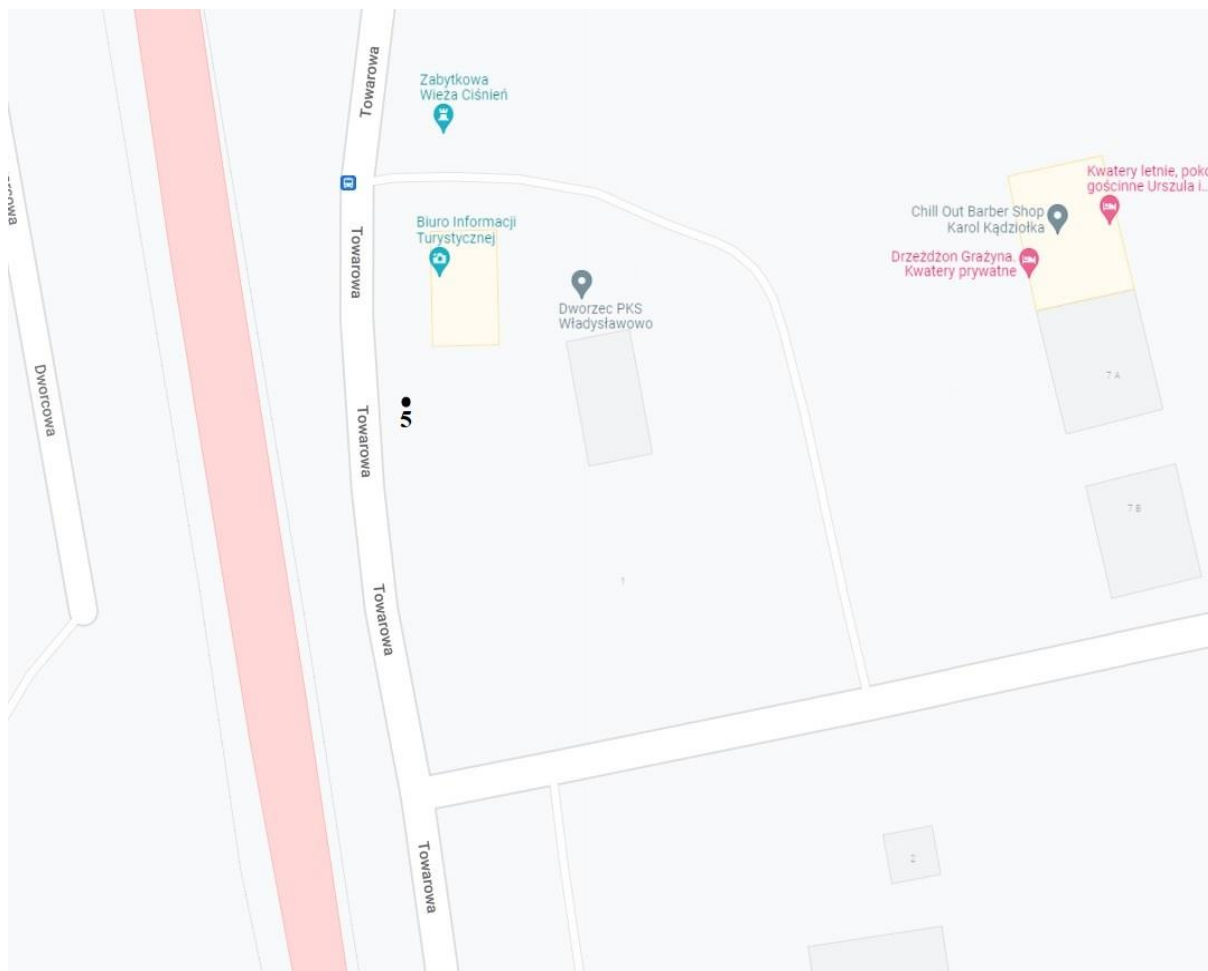 Towarowa
Zabytkowa
Wieża Ciśnień
Kwatery letnie, poko
gościnne Urszula i...
Chill Out Barber Shop
Karol Kądziołka
Biuro Informacji
Turystycznej
Towarowa
Drzeżdżon Grażyna.
Kwatery prywatne
Dworzec PKS
Władysławowo
Dworcowa
7 A
5
Towarowa
7 B
1
Towarowa
2
Towarowa